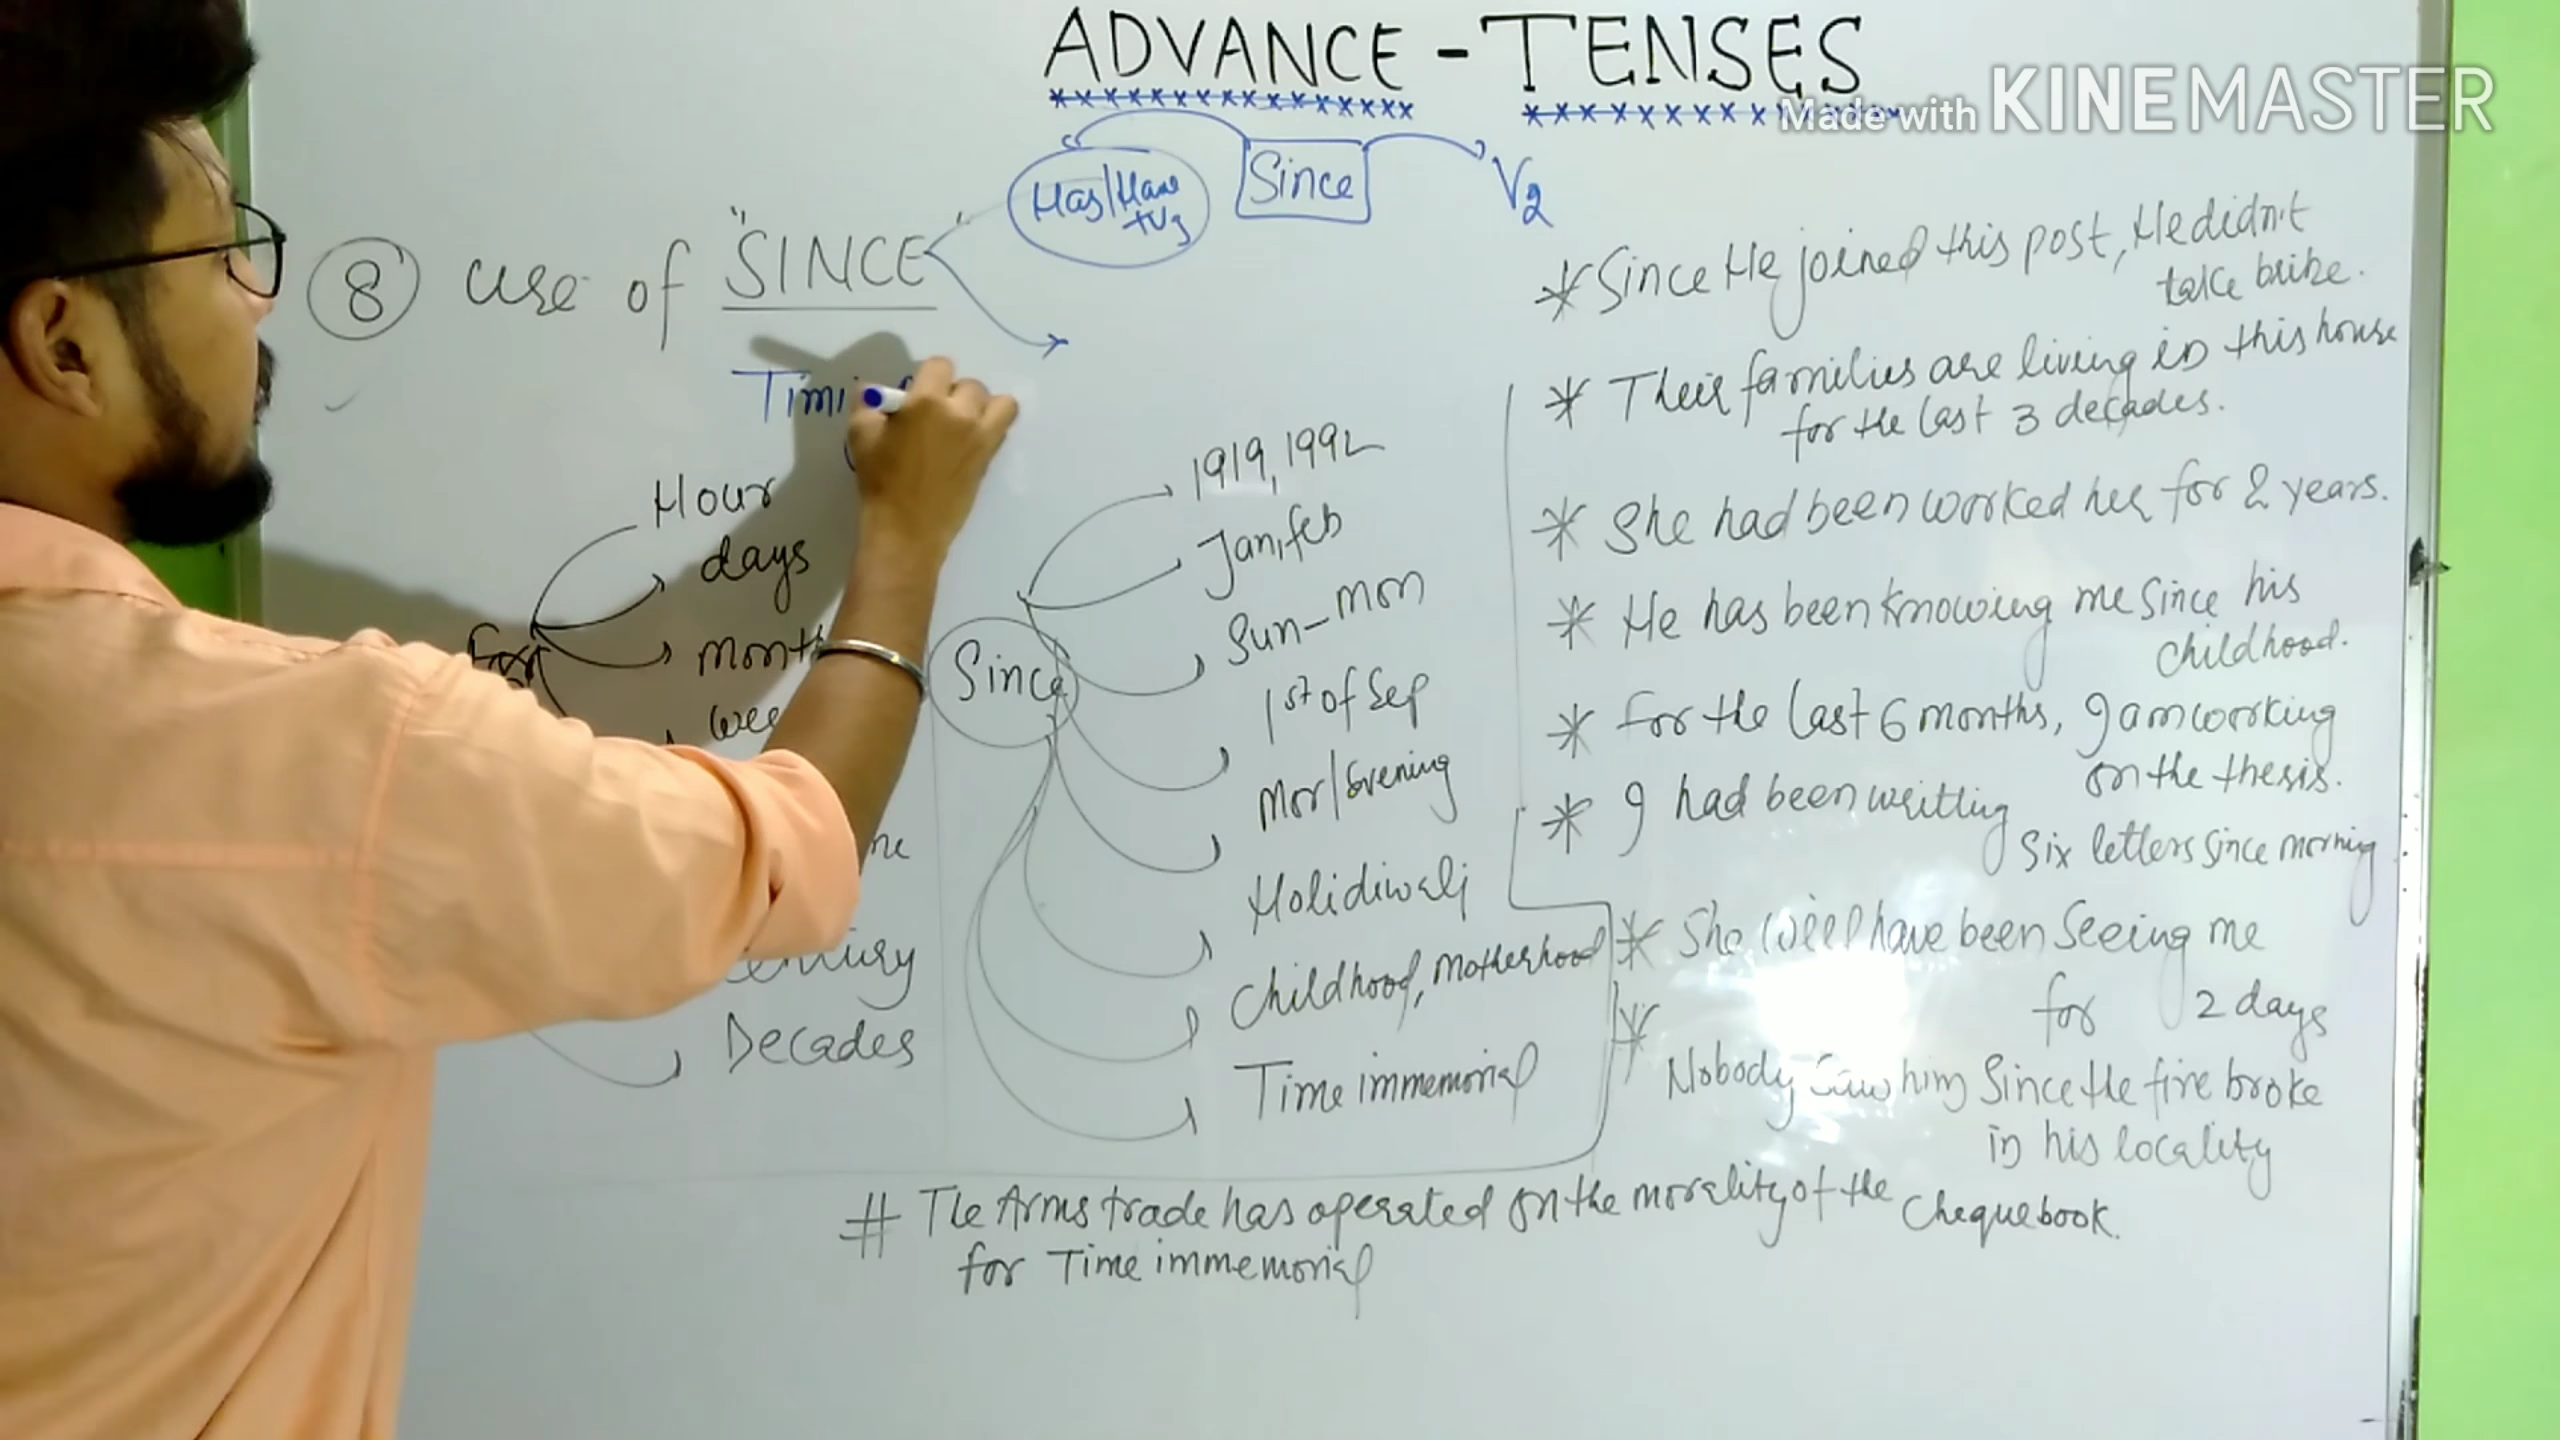 ADVANCE - TENSES
Made with KINEMASTER
Has/Have
+V3
Since
V2
8 use of "SINCE"
Timi
Hour
days
month
wee
ne
entury
Decades
Since
1919, 1992
Jan, feb
Sun - mon
1st of Sep
Mor/Evening
Holi diwali
Childhood, Motherhood
Time immemorial
* Since He joined this post, He didn't
take bribe.
* Their families are living in this house
for the last 3 decades.
* She had been worked her for 2 years.
* He has been knowing me since his
childhood.
* For the last 6 months, I am working
on the thesis.
* I had been writting
Six letters since morning
* She will have been seeing me
for 2 days
* Nobody saw him since the fire broke
in his locality
# The Arms trade has operated on the morality of the chequebook.
for Time immemorial